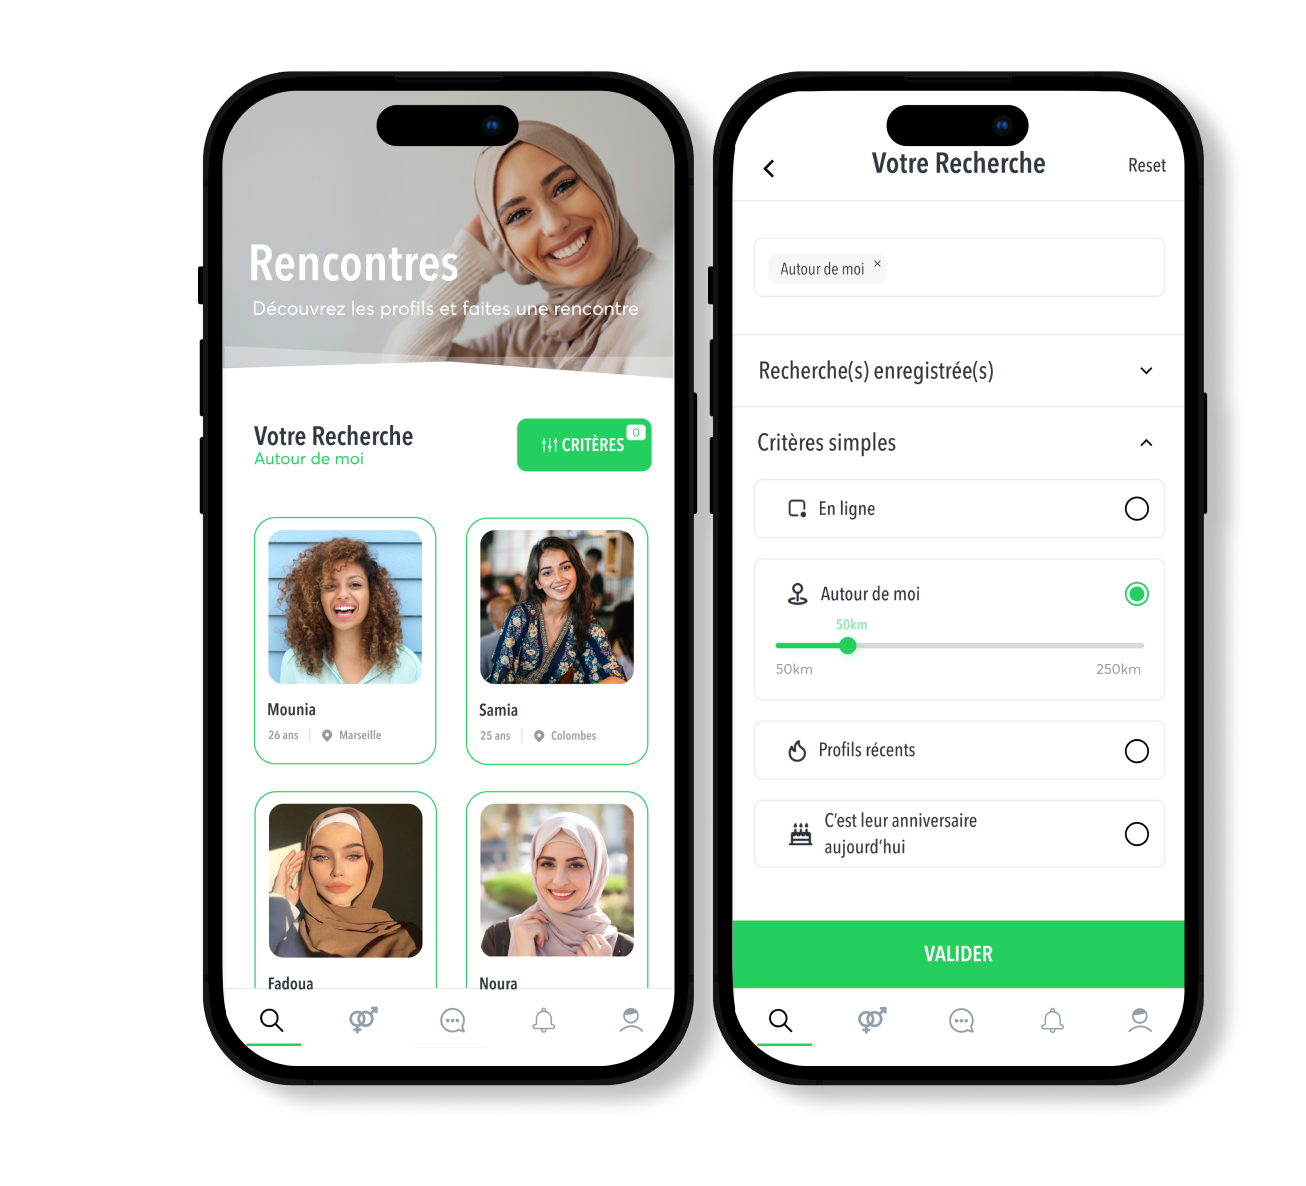 Rencontres
Découvrez les profils et faites une rencontre
Votre Recherche
Autour de moi
CRITÈRES
0
Mounia
26 ans
Marseille
Samia
25 ans
Colombes
Fadoua
Noura
Votre Recherche
Reset
Autour de moi ×
Recherche(s) enregistrée(s)
Critères simples
En ligne
Autour de moi
50km
50km
250km
Profils récents
C'est leur anniversaire
aujourd'hui
VALIDER